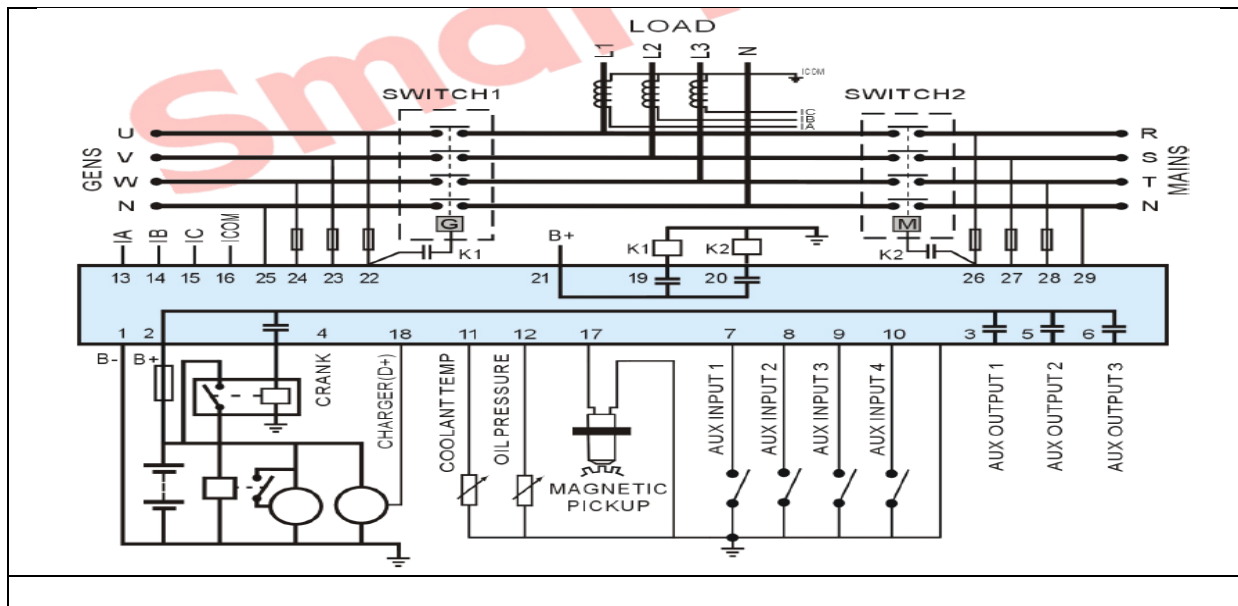 Smar
LOAD
L1 L2 L3 N
ICOM
SWITCH1 SWITCH2
IC
IB
IA
GENS
U
V
W
N
R
S
T
N
MAINS
G M
IA IB IC ICOM
B+
K1 K1 K2 K2
13 14 15 16 25 24 23 22 21 19 20 26 27 28 29
1 2 4 18 11 12 17 7 8 9 10 3 5 6
B- B+
CRANK
CHARGER(D+)
COOLANT TEMP
OIL PRESSURE
MAGNETIC
PICKUP
AUX INPUT 1
AUX INPUT 2
AUX INPUT 3
AUX INPUT 4
AUX OUTPUT 1
AUX OUTPUT 2
AUX OUTPUT 3